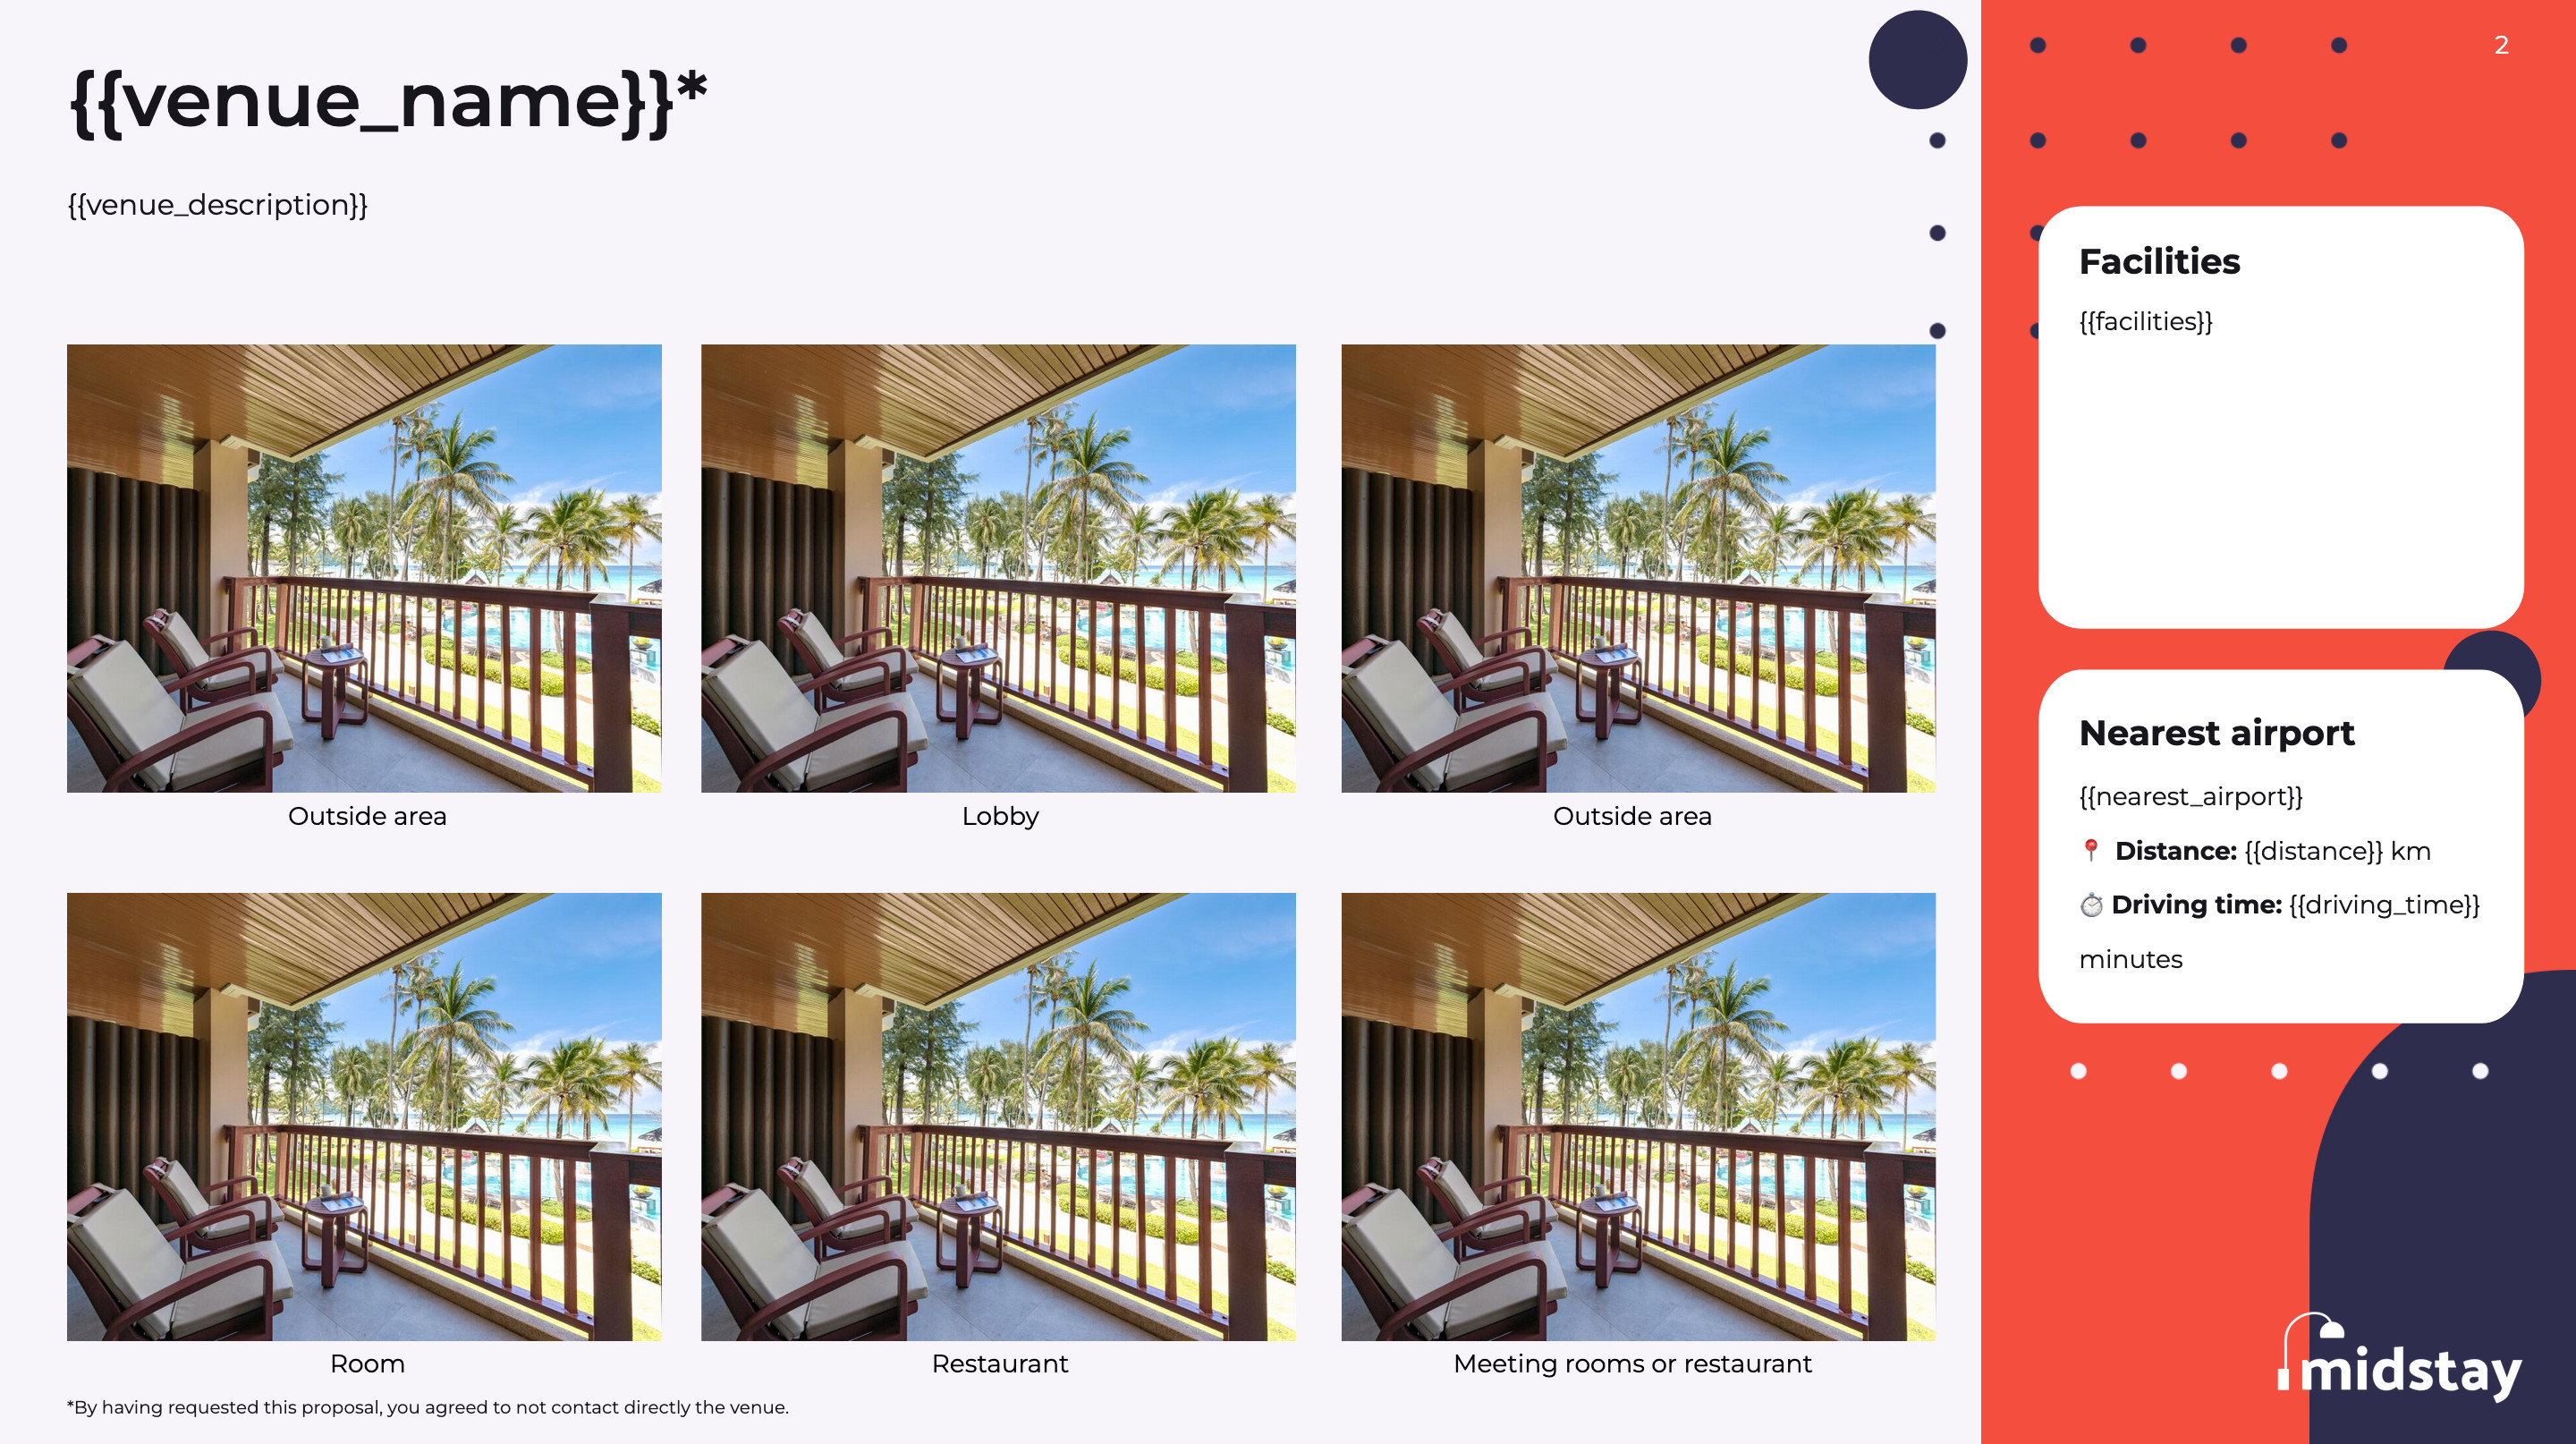 {{venue_name}}*
{{venue_description}}
Outside area
Lobby
Outside area
Room
Restaurant
Meeting rooms or restaurant
*By having requested this proposal, you agreed to not contact directly the venue.
2
Facilities
{{facilities}}
Nearest airport
{{nearest_airport}}
📍 Distance: {{distance}} km
⏱ Driving time: {{driving_time}}
minutes
midstay